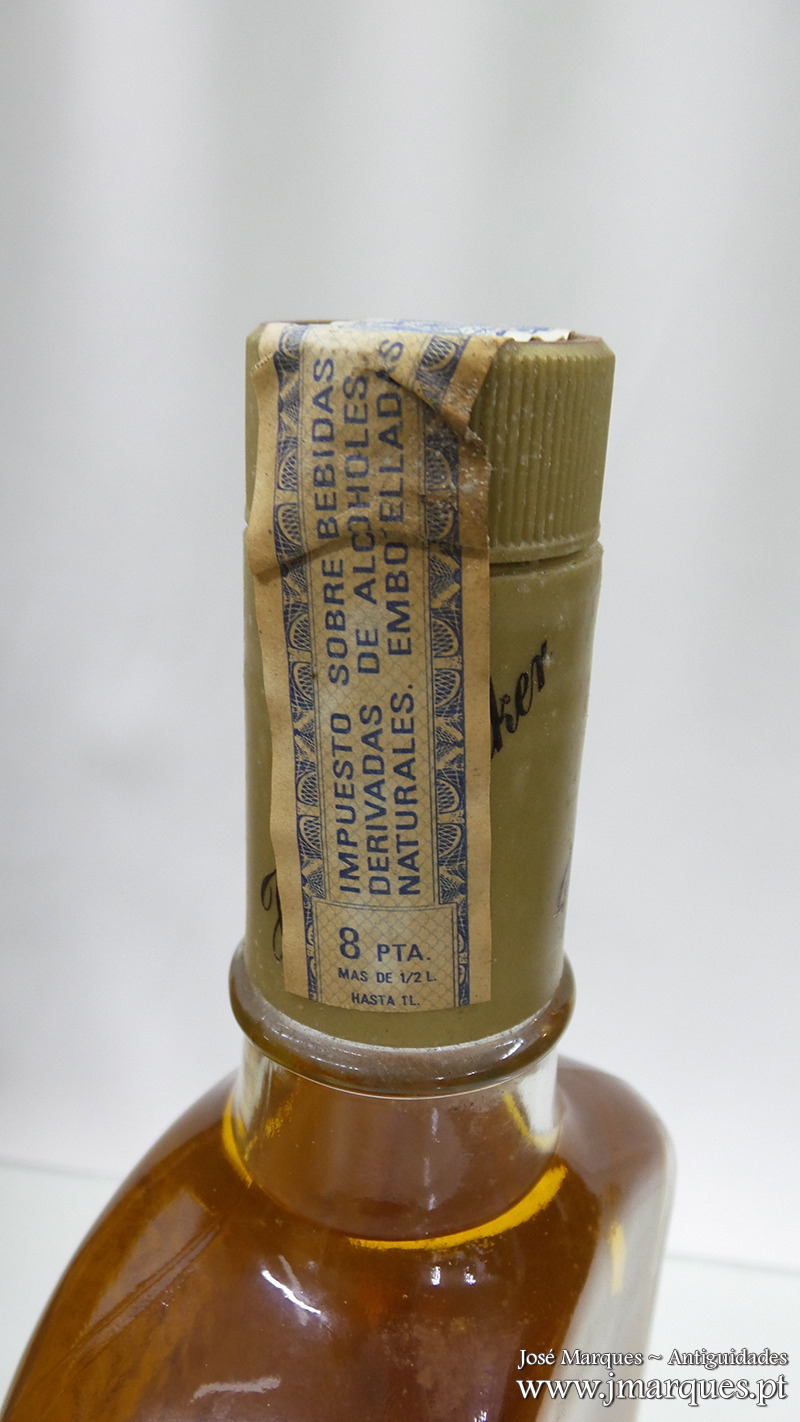 IMPUESTO SOBRE BEBIDAS
DERIVADAS DE ALCOHOLES
NATURALES. EMBOTELLADAS
8 PTA.
MAS DE 1/2 L.
HASTA 1L.
ker
José Marques ~ Antiguidades
www.jmarques.pt